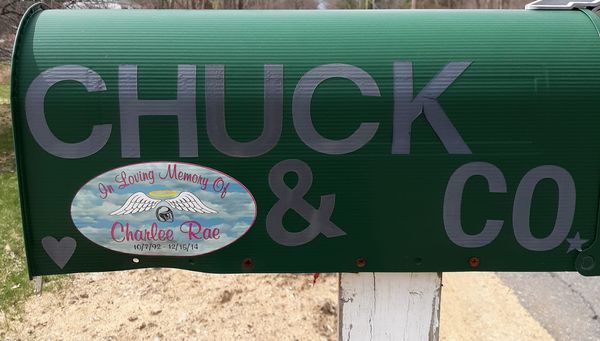 CHUCK
& CO.
In Loving Memory Of
Charlee Rae
10/7/92 - 12/15/14